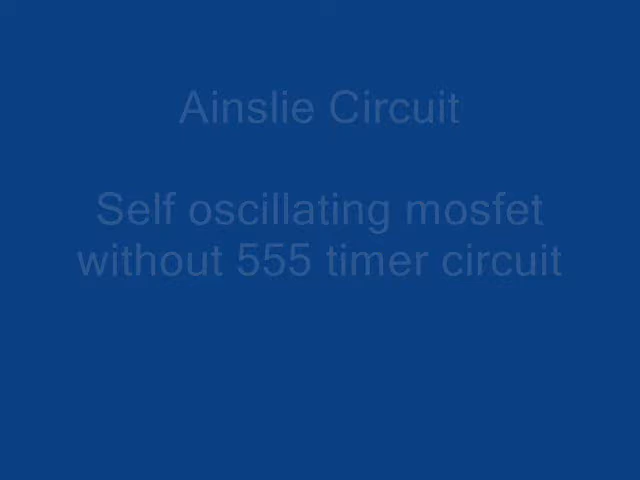 Ainslie Circuit
Self oscillating mosfet
without 555 timer circuit